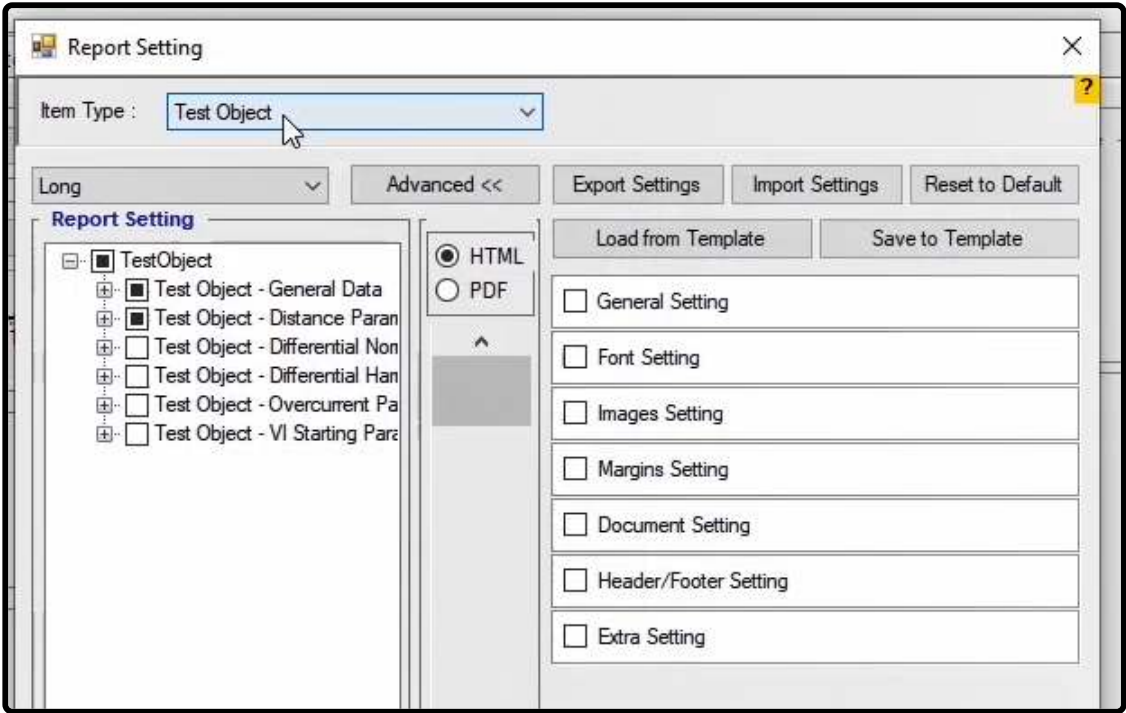 Report Setting
?
Item Type :
Test Object
Long
Advanced <<
Export Settings
Import Settings
Reset to Default
Report Setting
Load from Template
Save to Template
TestObject
Test Object - General Data
Test Object - Distance Param
Test Object - Differential Non
Test Object - Differential Han
Test Object - Overcurrent Pa
Test Object - VI Starting Para
HTML
PDF
General Setting
Font Setting
Images Setting
Margins Setting
Document Setting
Header/Footer Setting
Extra Setting